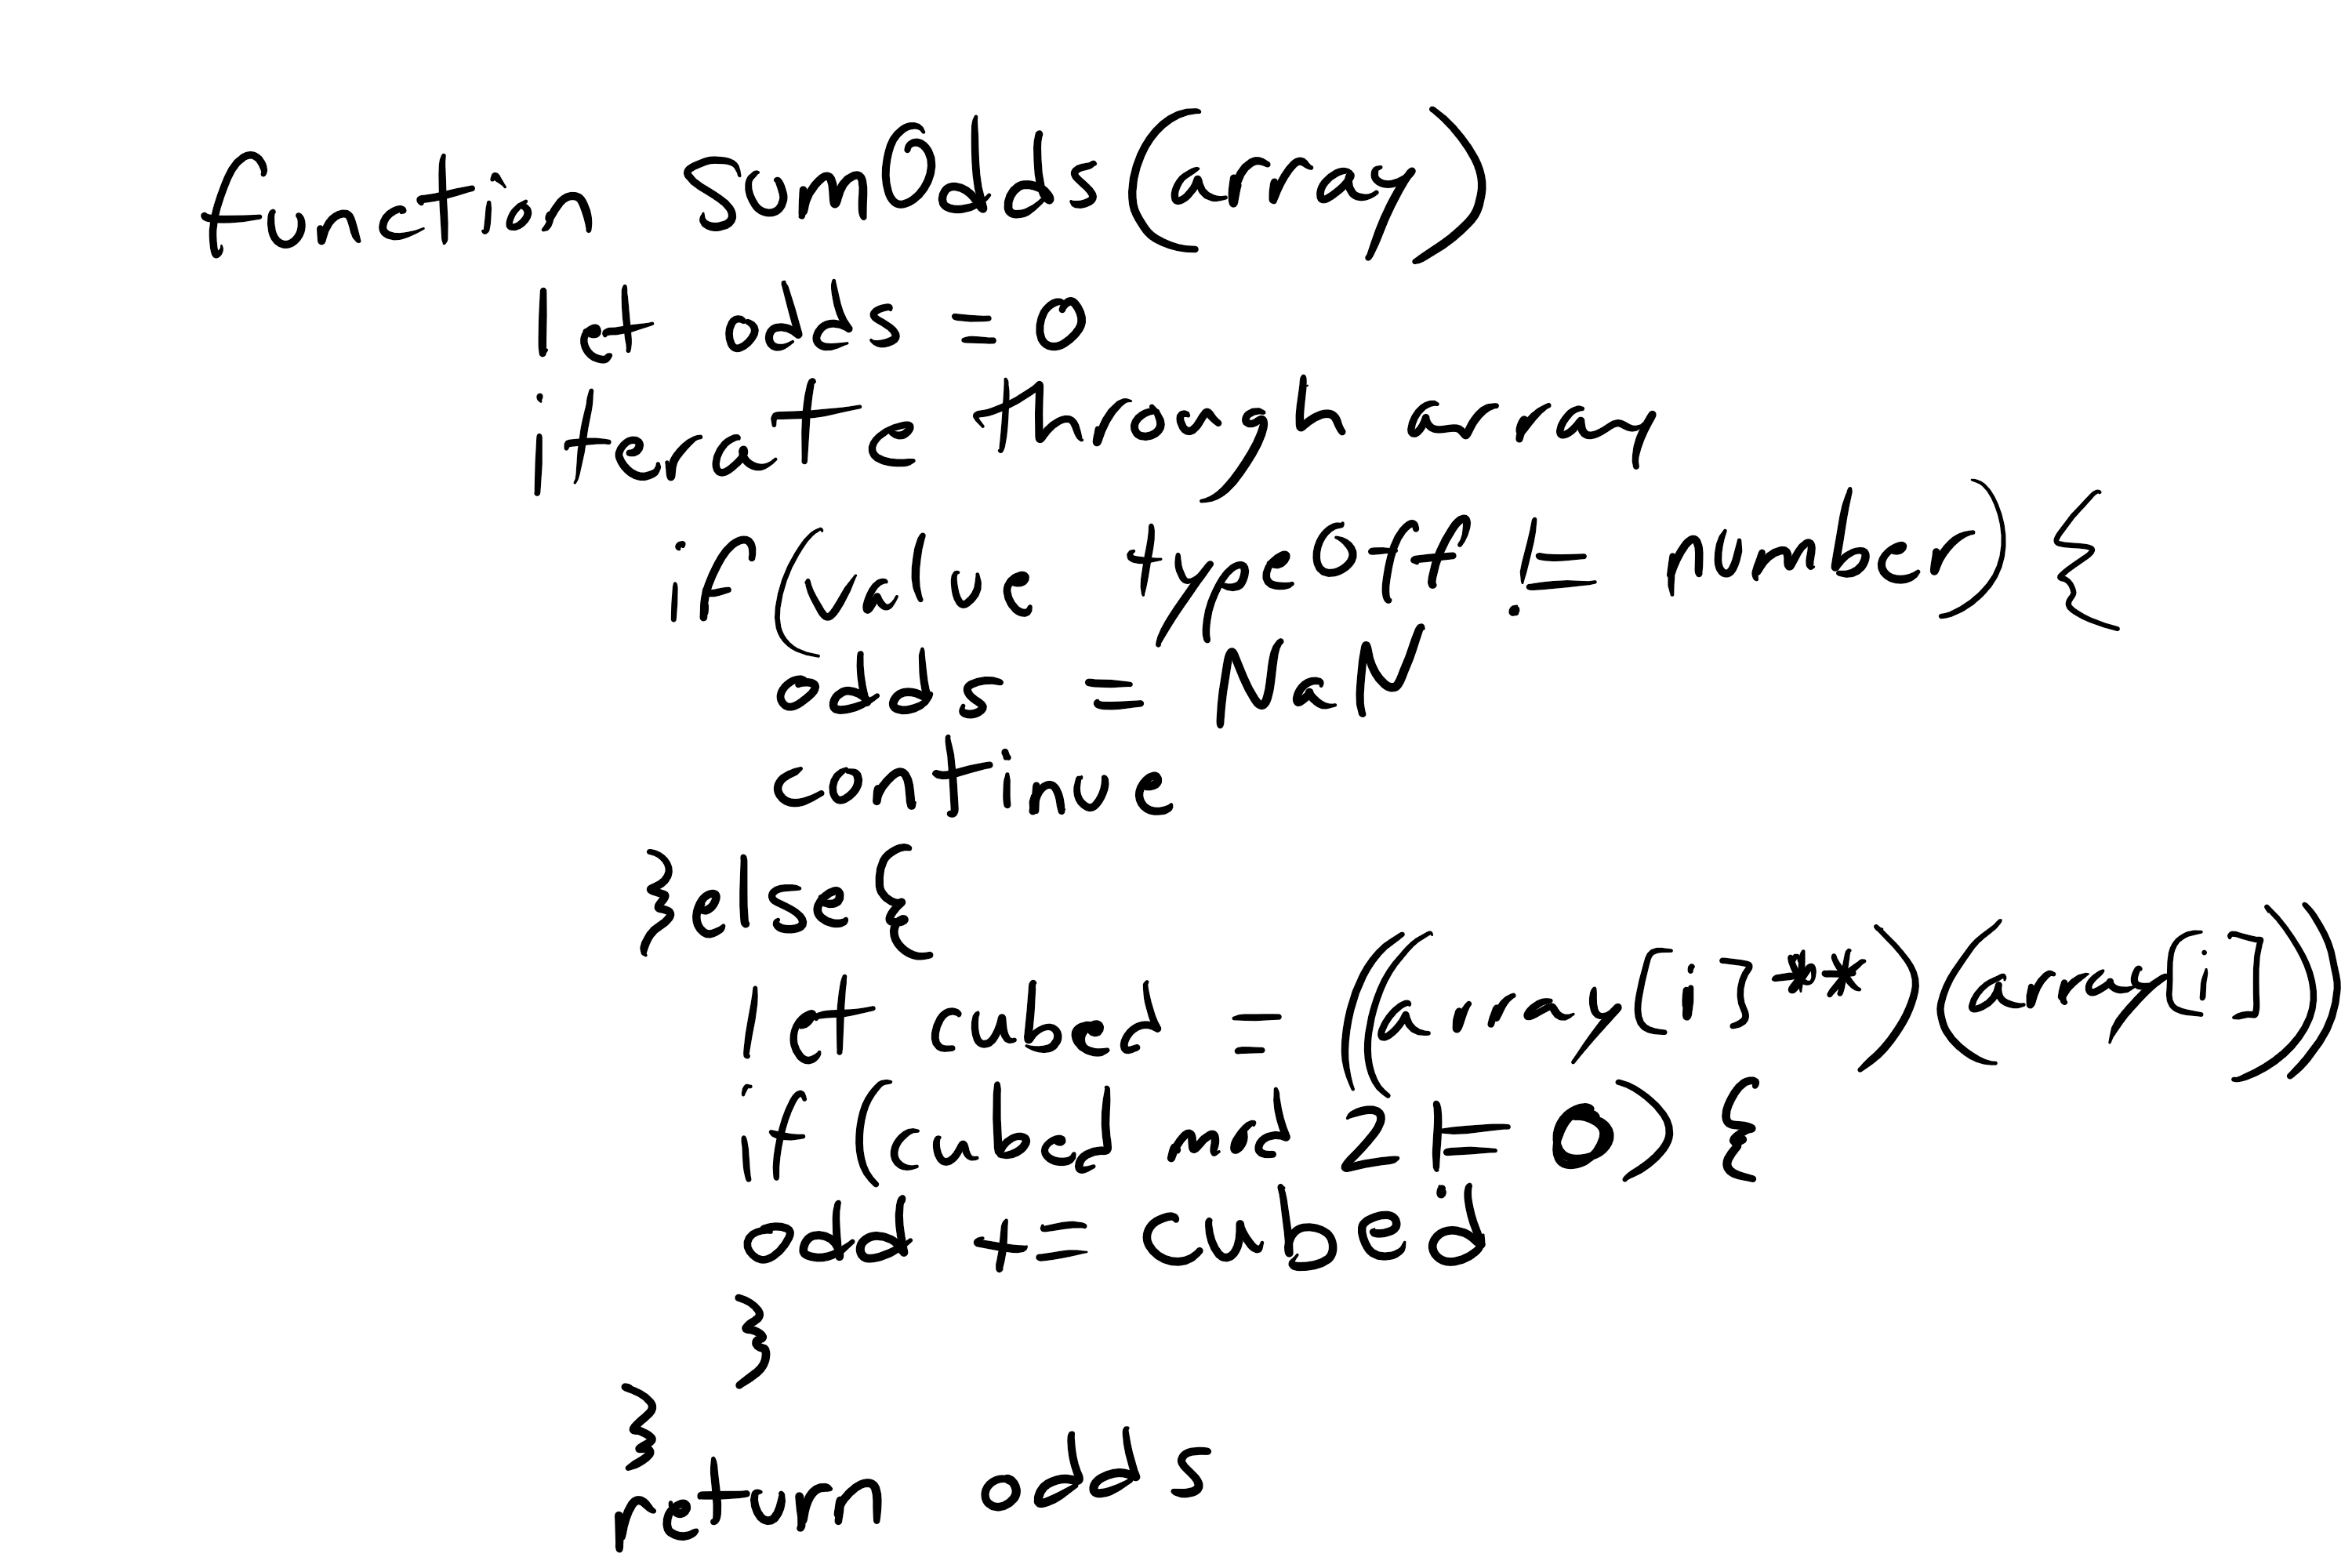 function sumOdds(array)
let odds = 0
iterate through array
if (value typeOff != number) {
odds = NaN
continue
} else {
let cubed = ((array[i]**)(array[i]))
if (cubed mod 2 != 0) {
odd += cubed
}
}
return odds